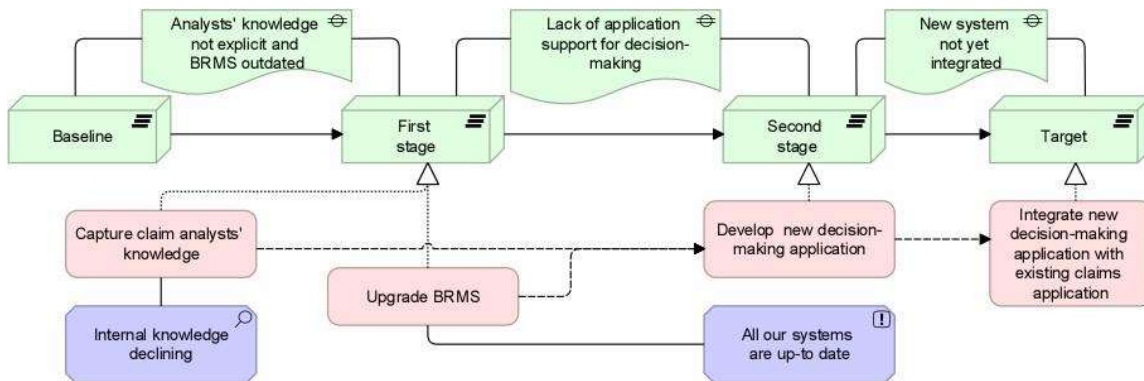 Analysts' knowledge
not explicit and
BRMS outdated
Lack of application
support for decision-
making
New system
not yet
integrated
Baseline
First
stage
Second
stage
Target
Capture claim analysts'
knowledge
Develop new decision-
making application
Integrate new
decision-making
application with
existing claims
application
Upgrade BRMS
Internal knowledge
declining
All our systems
are up-to date